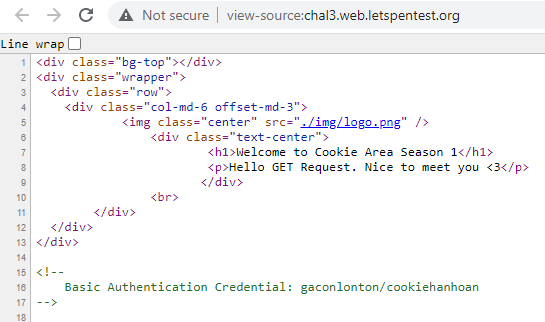 Not secure | view-source:chal3.web.letspentest.org
Line wrap
1 <div class="bg-top"></div>
2 <div class="wrapper">
3 <div class="row">
4 <div class="col-md-6 offset-md-3">
5 <img class="center" src="./img/logo.png" />
6 <div class="text-center">
7 <h1>Welcome to Cookie Area Season 1</h1>
8 <p>Hello GET Request. Nice to meet you <3</p>
9 </div>
10 <br>
11 </div>
12 </div>
13 </div>
14
15 <!--
16 Basic Authentication Credential: gaconlonton/cookiehanhoan
17 -->
18